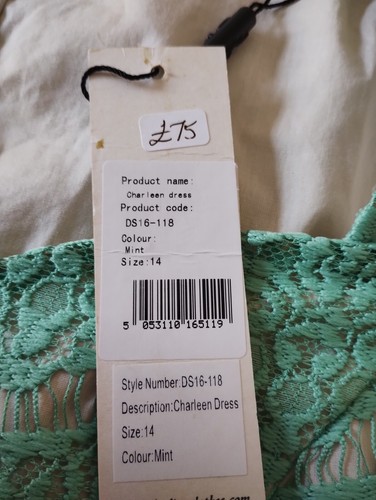 £75
Product name:
Charleen dress
Product code:
DS16-118
Colour:
Mint
Size:14
5 053110 165119
Style Number:DS16-118
Description:Charleen Dress
Size:14
Colour:Mint